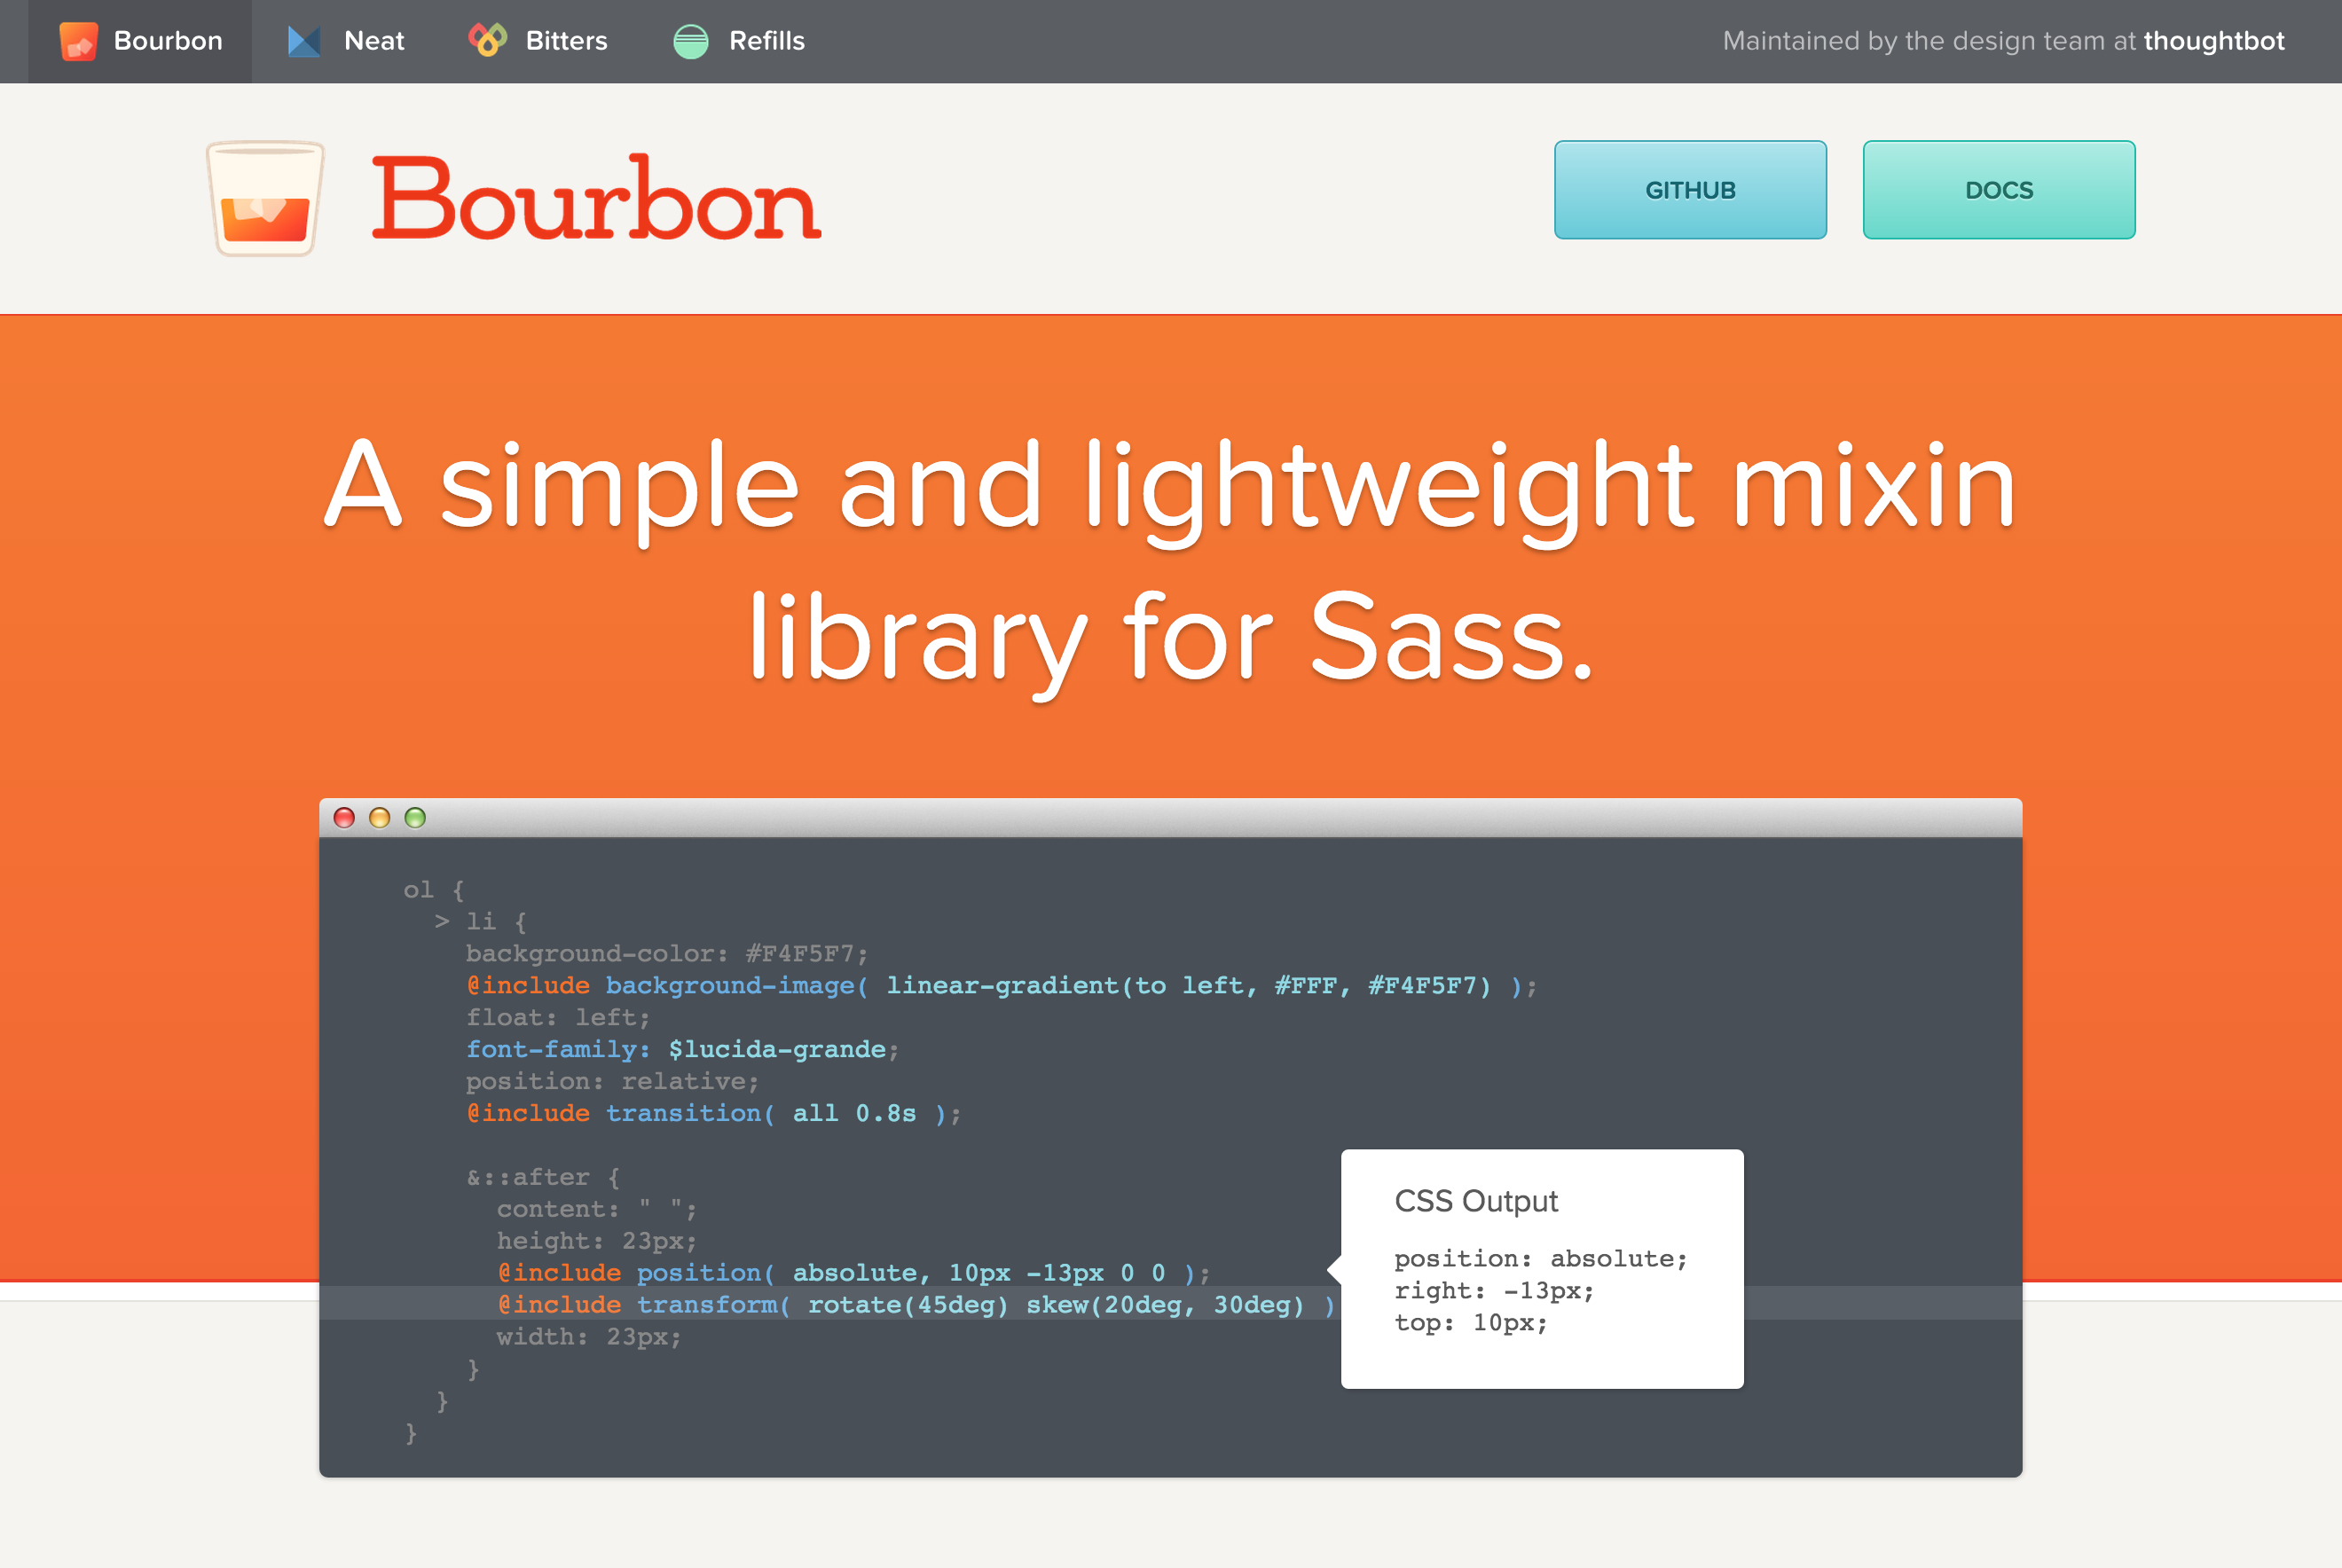 Bourbon Neat Bitters Refills Maintained by the design team at thoughtbot
Bourbon GITHUB DOCS
A simple and lightweight mixin
library for Sass.
ol {
  > li {
    background-color: #F4F5F7;
    @include background-image( linear-gradient(to left, #FFF, #F4F5F7) );
    float: left;
    font-family: $lucida-grande;
    position: relative;
    @include transition( all 0.8s );
    &::after {
      content: " ";
      height: 23px;
      @include position( absolute, 10px -13px 0 0 );
      @include transform( rotate(45deg) skew(20deg, 30deg) )
      width: 23px;
    }
  }
}
CSS Output
position: absolute;
right: -13px;
top: 10px;